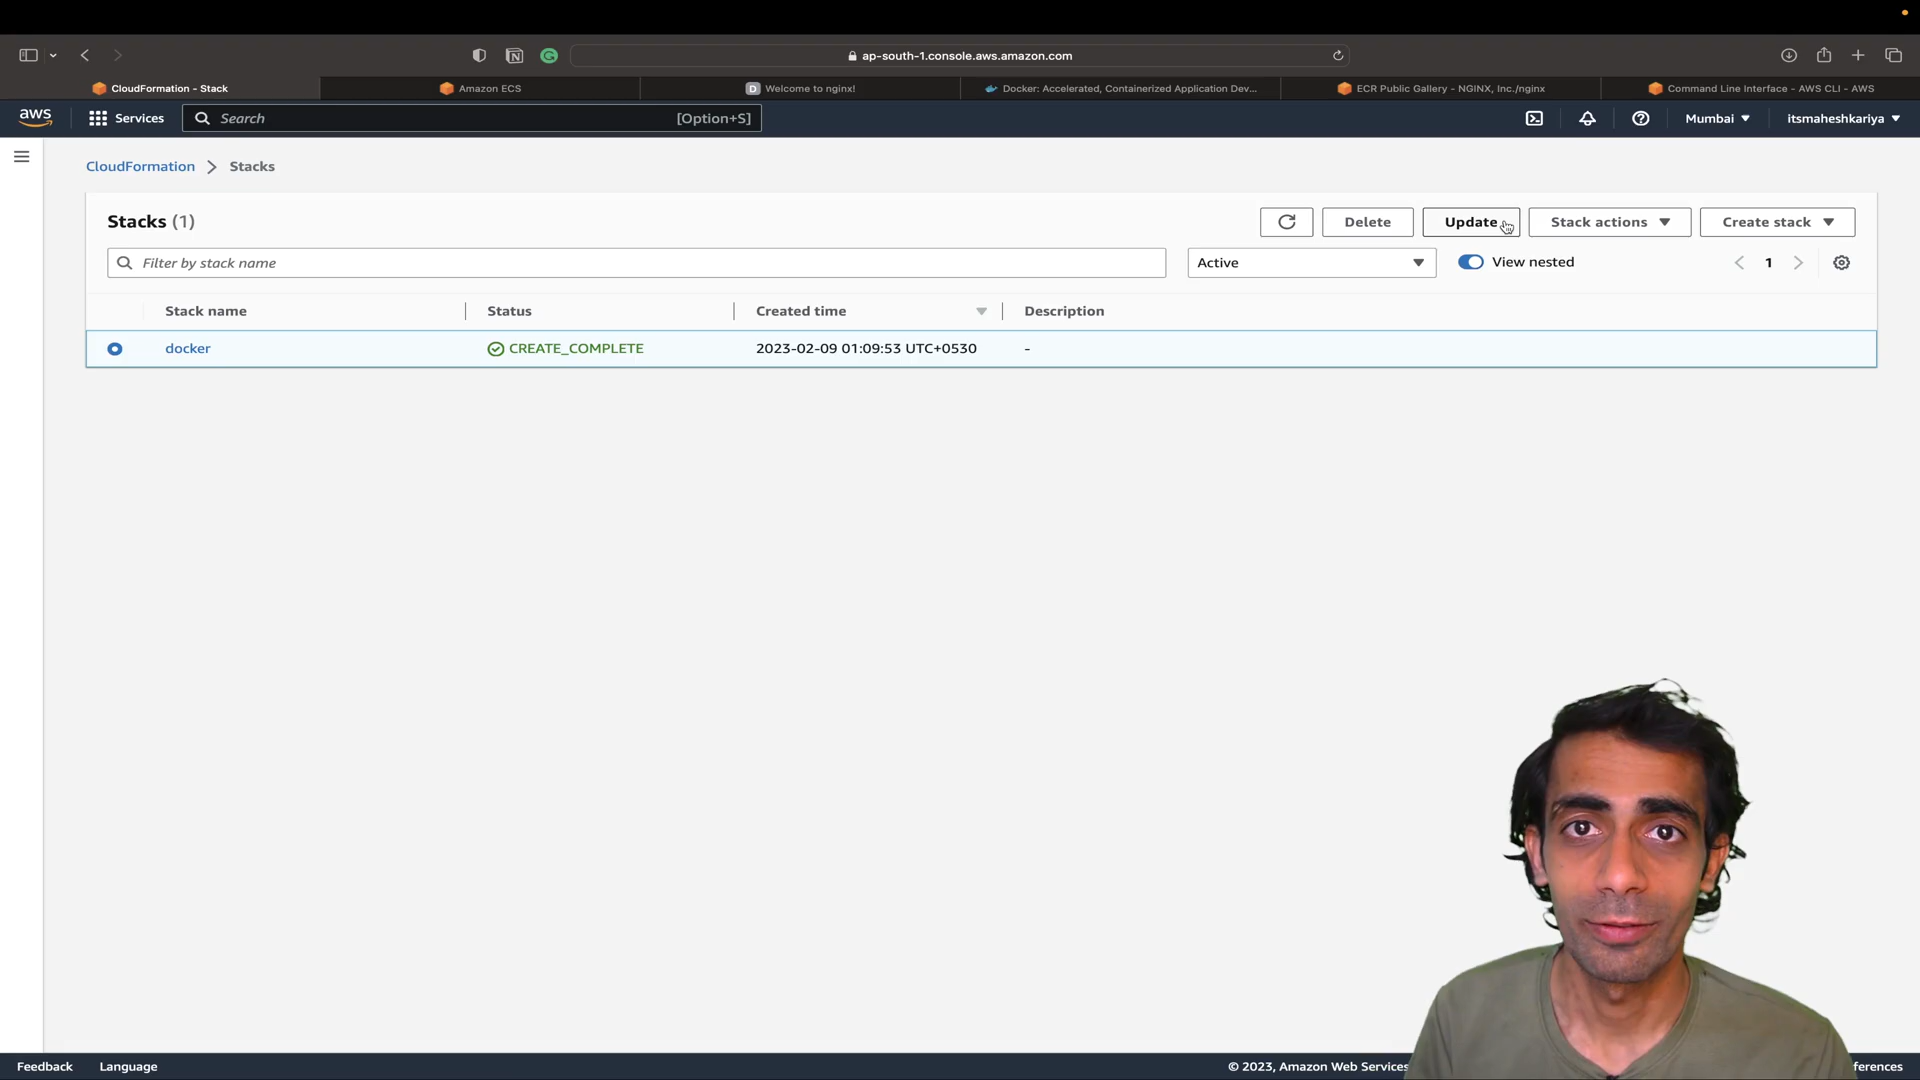 ap-south-1.console.aws.amazon.com
CloudFormation - Stack
Amazon ECS
D Welcome to nginx!
Docker: Accelerated, Containerized Application Dev...
ECR Public Gallery - NGINX, Inc./nginx
Command Line Interface - AWS CLI - AWS
aws
Services
Search
[Option+S]
Mumbai
itsmaheshkariya
CloudFormation
Stacks
Stacks (1)
Delete
Update
Stack actions
Create stack
Filter by stack name
Active
View nested
1
Stack name
Status
Created time
Description
docker
CREATE_COMPLETE
2023-02-09 01:09:53 UTC+0530
-
Feedback
Language
© 2023, Amazon Web Services
ferences